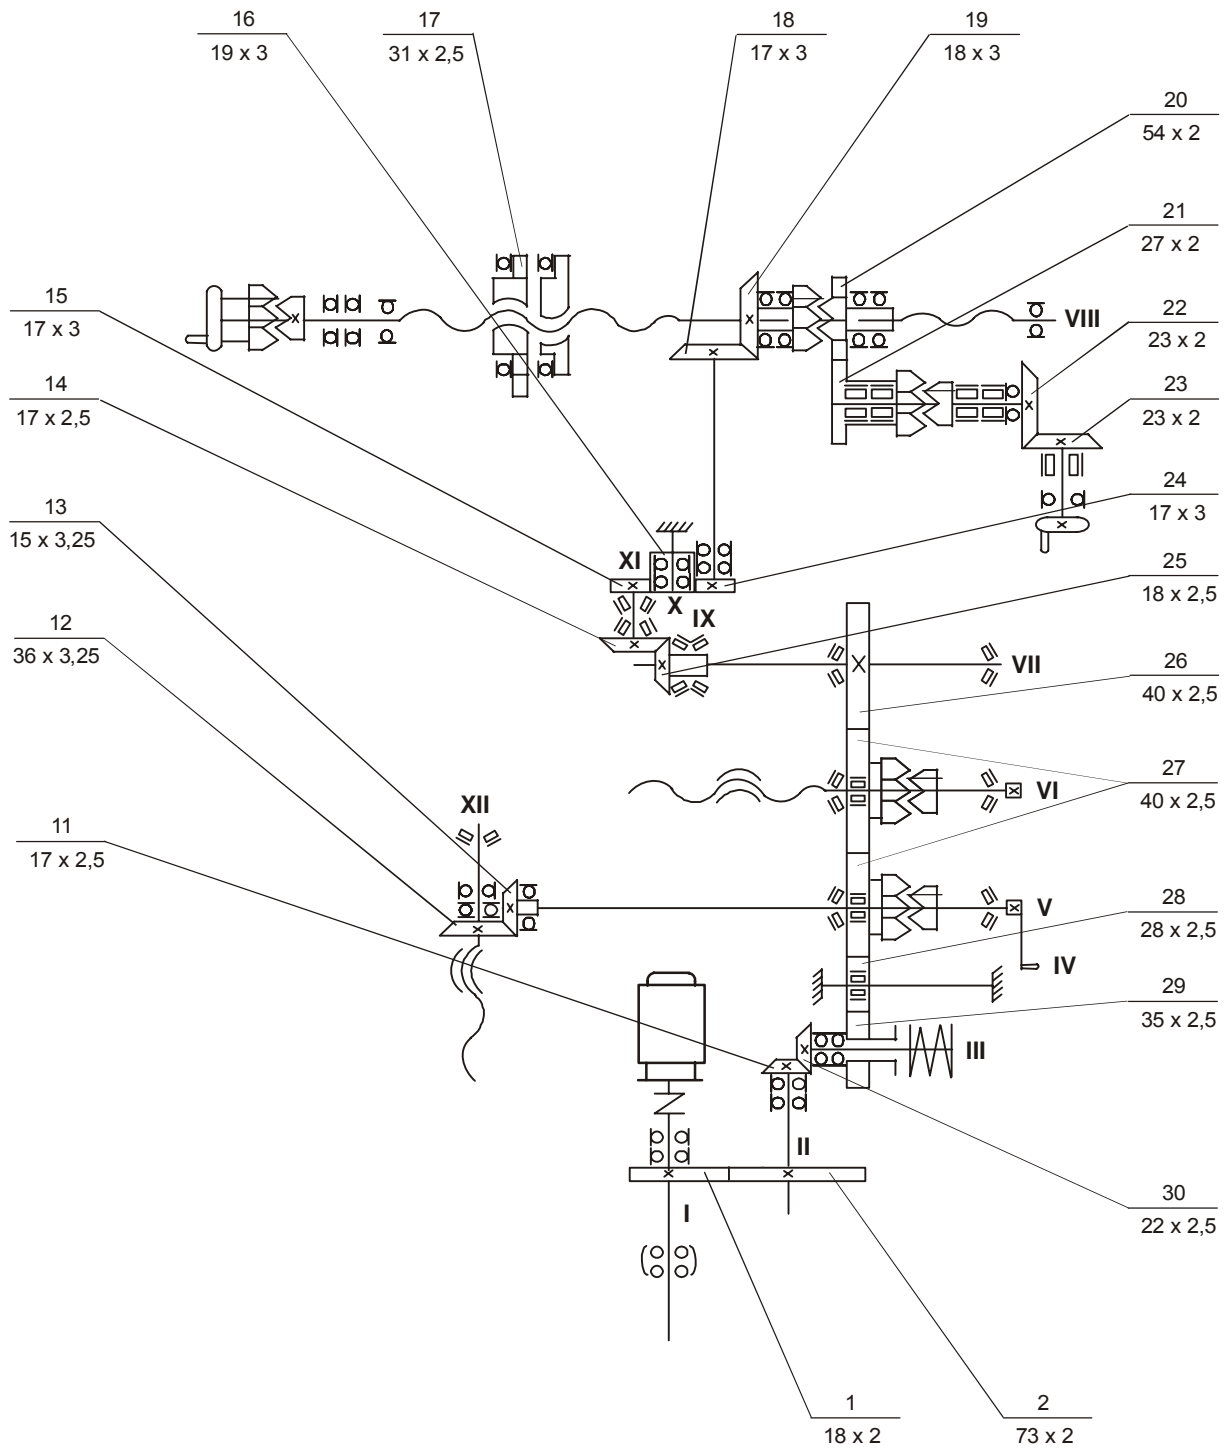 16
19 x 3
17
31 x 2,5
18
17 x 3
19
18 x 3
20
54 x 2
21
27 x 2
15
17 x 3
22
23 x 2
VIII
14
17 x 2,5
23
23 x 2
24
17 x 3
13
15 x 3,25
XI
X
IX
25
18 x 2,5
12
36 x 3,25
VII
26
40 x 2,5
27
40 x 2,5
VI
XII
11
17 x 2,5
V
28
28 x 2,5
IV
29
35 x 2,5
III
II
30
22 x 2,5
I
1
18 x 2
2
73 x 2